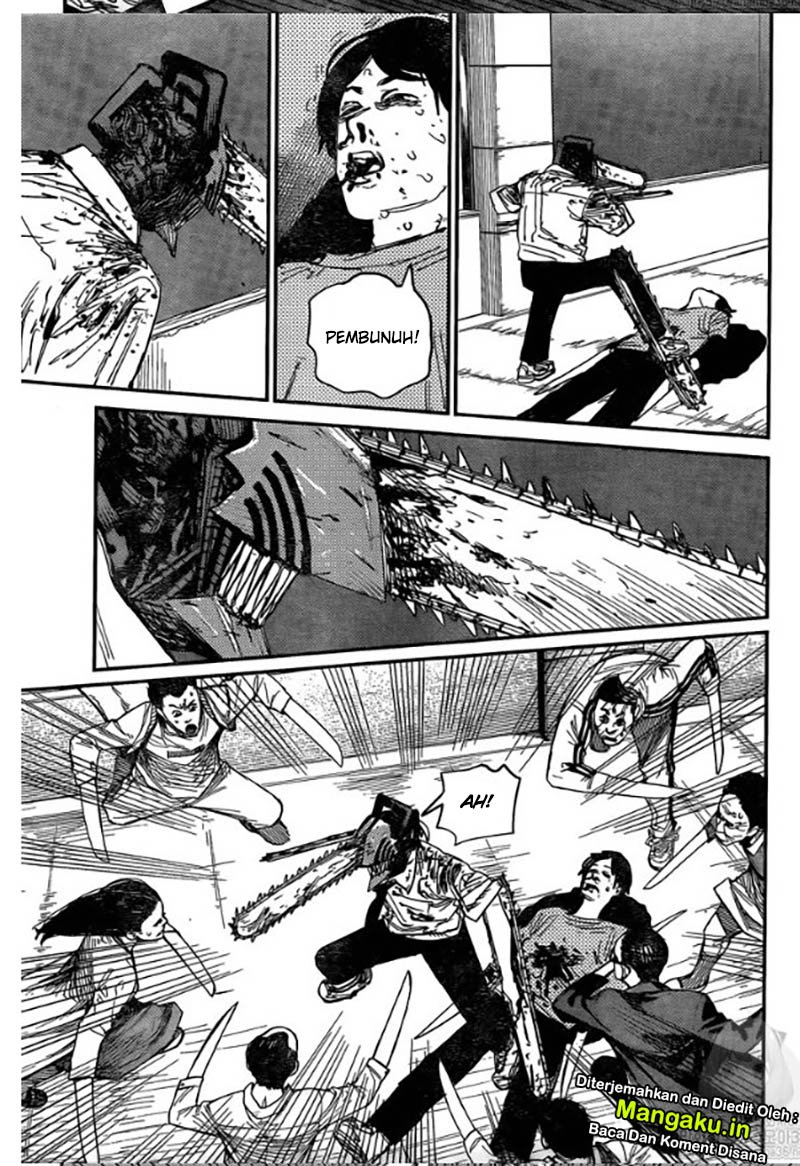 PEMBUNUH!
AH!
Diterjemahkan dan Diedit Oleh :
Mangaku.in
Baca Dan Koment Disana